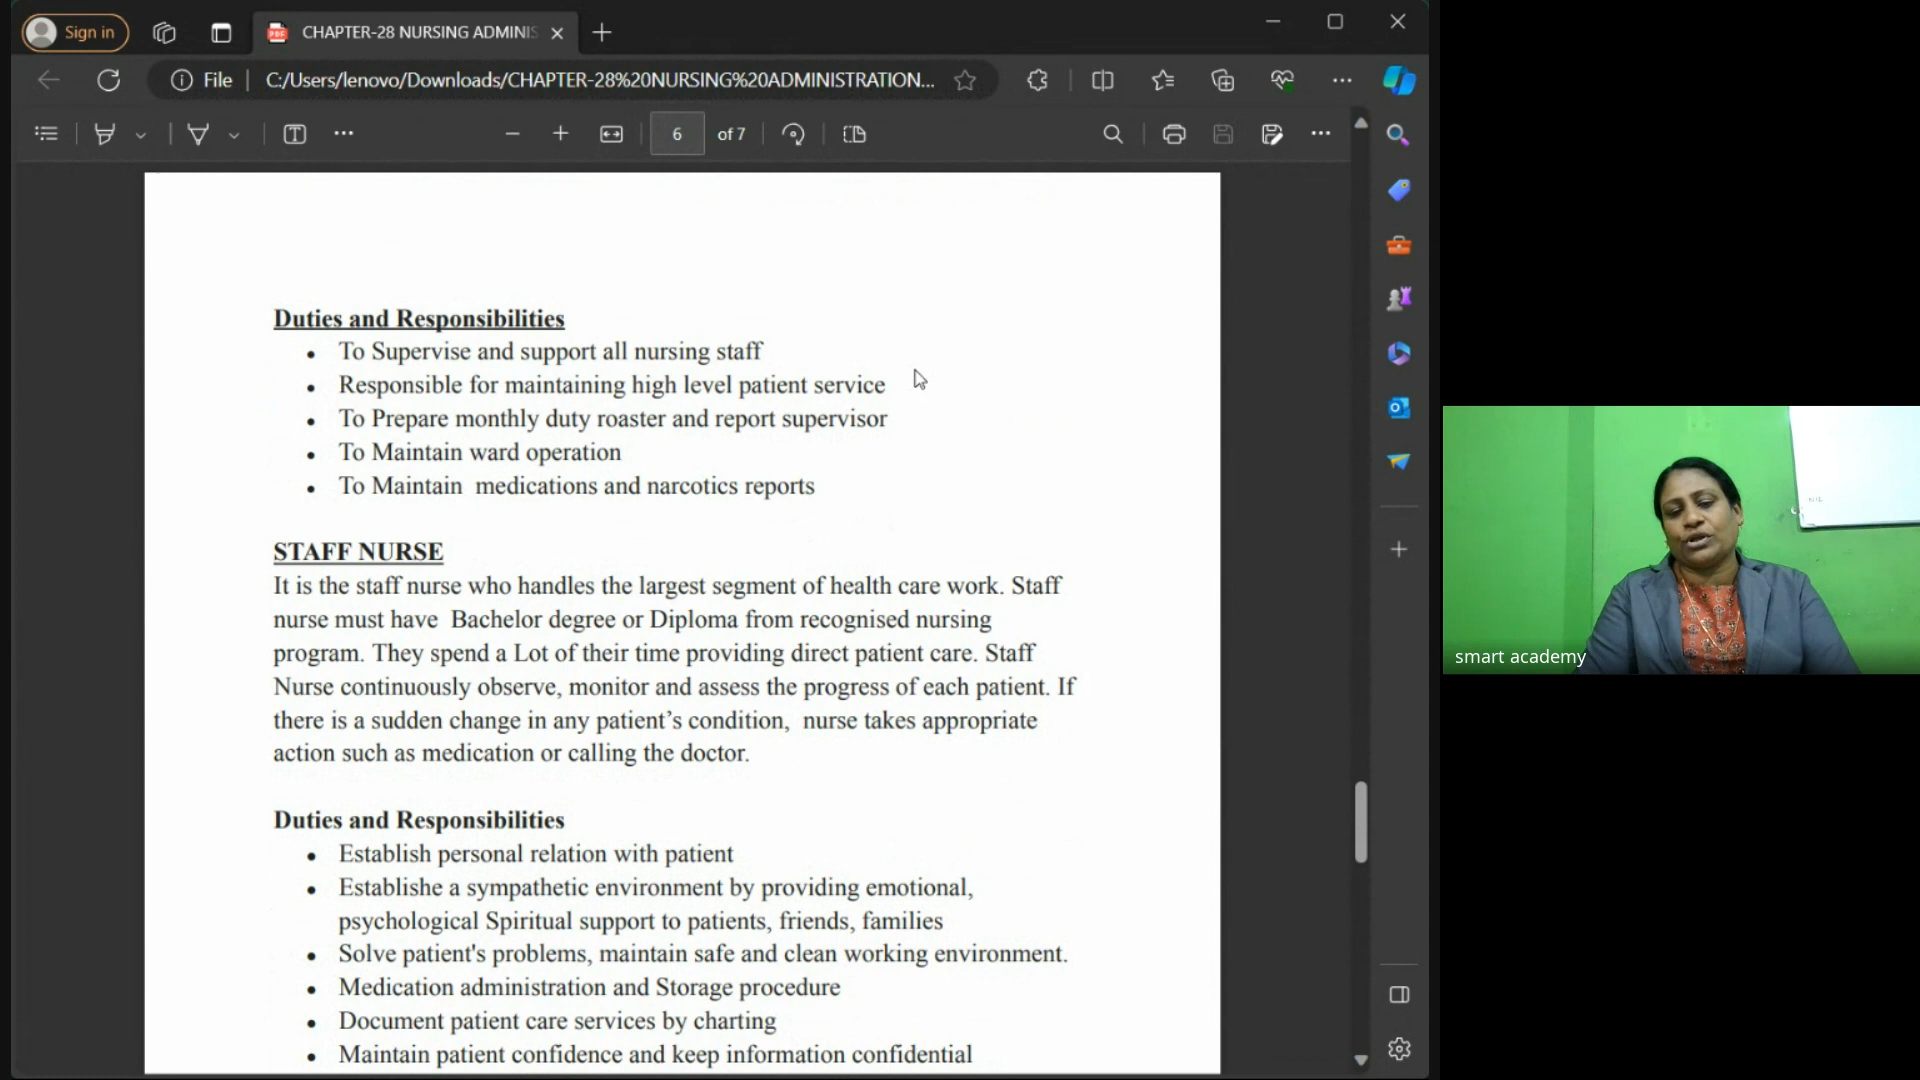 Sign in
CHAPTER-28 NURSING ADMINIS
File
C:/Users/lenovo/Downloads/CHAPTER-28%20NURSING%20ADMINISTRATION...
6 of 7
Duties and Responsibilities
• To Supervise and support all nursing staff
• Responsible for maintaining high level patient service
• To Prepare monthly duty roaster and report supervisor
• To Maintain ward operation
• To Maintain medications and narcotics reports
STAFF NURSE
It is the staff nurse who handles the largest segment of health care work. Staff
nurse must have Bachelor degree or Diploma from recognised nursing
program. They spend a Lot of their time providing direct patient care. Staff
Nurse continuously observe, monitor and assess the progress of each patient. If
there is a sudden change in any patient’s condition, nurse takes appropriate
action such as medication or calling the doctor.
Duties and Responsibilities
• Establish personal relation with patient
• Establishe a sympathetic environment by providing emotional,
psychological Spiritual support to patients, friends, families
• Solve patient's problems, maintain safe and clean working environment.
• Medication administration and Storage procedure
• Document patient care services by charting
• Maintain patient confidence and keep information confidential
smart academy